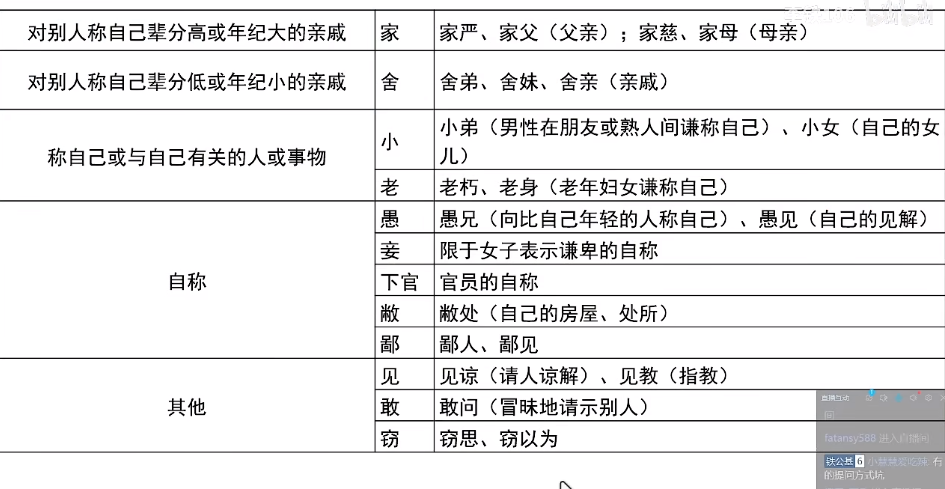 对别人称自己辈分高或年纪大的亲戚 家 家严、家父（父亲）；家慈、家母（母亲）
对别人称自己辈分低或年纪小的亲戚 舍 舍弟、舍妹、舍亲（亲戚）
称自己或与自己有关的人或事物
小 小弟（男性在朋友或熟人间谦称自己）、小女（自己的女
儿）
老 老朽、老身（老年妇女谦称自己）
自称
愚 愚兄（向比自己年轻的人称自己）、愚见（自己的见解）
妾 限于女子表示谦卑的自称
下官 官员的自称
敝 敝处（自己的房屋、处所）
鄙 鄙人、鄙见
其他
见 见谅（请人谅解）、见教（指教）
敢 敢问（冒昧地请示别人）
窃 窃思、窃以为
bilibili
直播互动
fatansy588 进入直播间
铁公基 6
的提问方式坑,